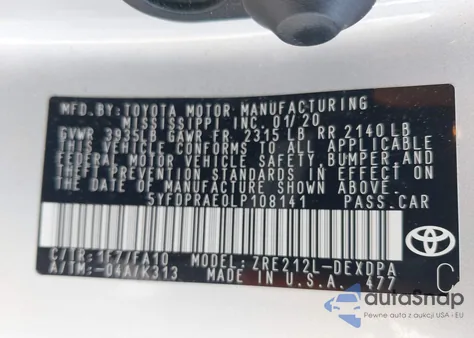 MFD. BY: TOYOTA MOTOR MANUFACTURING
MISSISSIPPI INC. 01/20
GVWR 3935LB GAWR FR. 2315 LB RR 2140 LB
THIS VEHICLE CONFORMS TO ALL APPLICABLE
FEDERAL MOTOR VEHICLE SAFETY, BUMPER AND
THEFT PREVENTION STANDARDS IN EFFECT ON
THE DATE OF MANUFACTURE SHOWN ABOVE.
5YFDPRAE0LP108141 PASS.CAR
C/TR: 1F7/FA10 MODEL: ZRE212L-DEXDPA
A/TM: -04A/K313 MADE IN U.S.A. 477
TOYOTA
C
autoSnap
Pewne auta z USA - EU